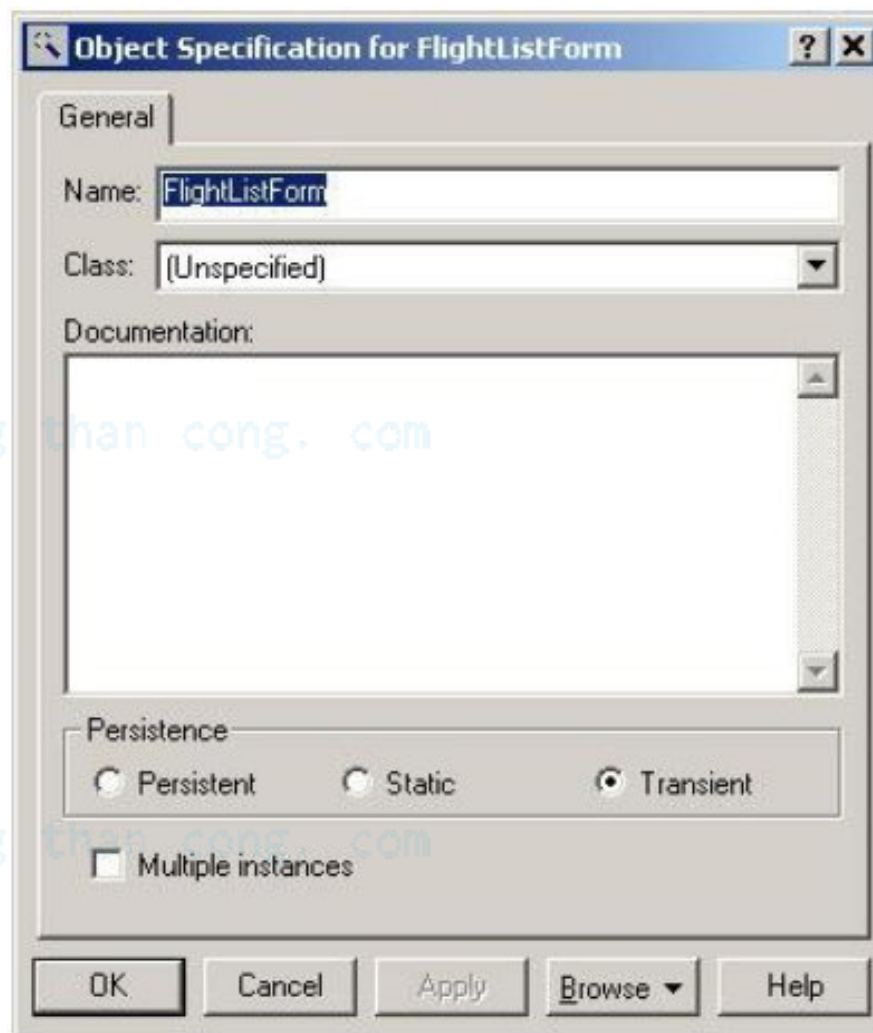 Object Specification for FlightListForm
General
Name: FlightListForm
Class: (Unspecified)
Documentation:
g than cong. com
Persistence
Persistent Static Transient
g than cong. com
Multiple instances
OK Cancel Apply Browse Help